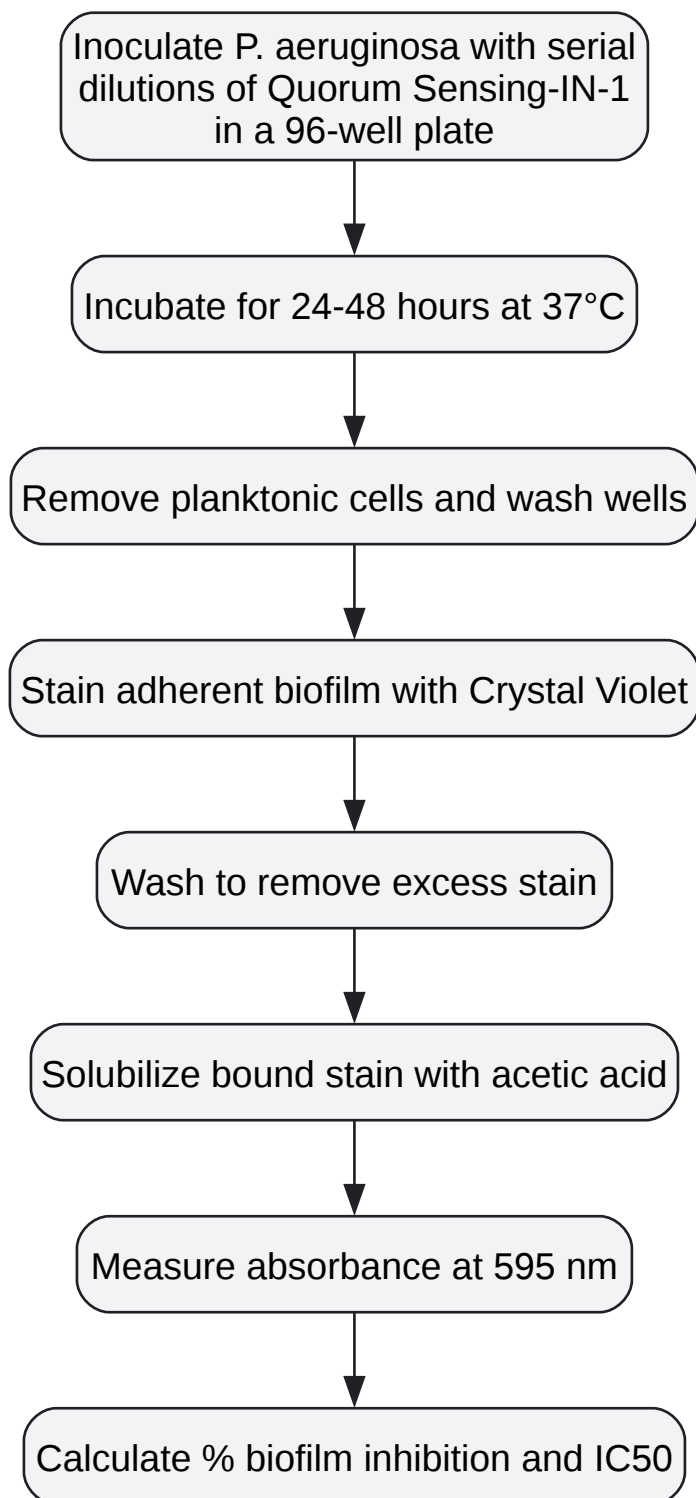 Inoculate P. aeruginosa with serial
dilutions of Quorum Sensing-IN-1
in a 96-well plate
Incubate for 24-48 hours at 37°C
Remove planktonic cells and wash wells
Stain adherent biofilm with Crystal Violet
Wash to remove excess stain
Solubilize bound stain with acetic acid
Measure absorbance at 595 nm
Calculate % biofilm inhibition and IC50